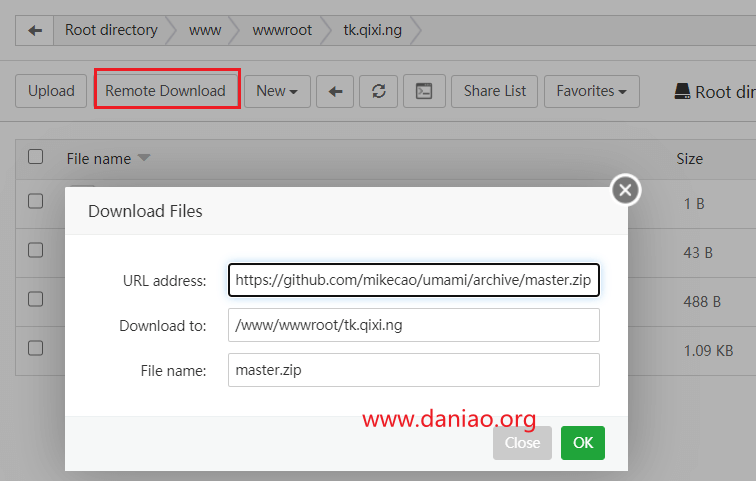 Root directory www wwwroot tk.qixi.ng
Upload Remote Download New Share List Favorites Root dir
File name Size
1 B
43 B
488 B
1.09 KB
Download Files
URL address: https://github.com/mikecao/umami/archive/master.zip
Download to: /www/wwwroot/tk.qixi.ng
File name: master.zip
www.daniao.org
Close OK